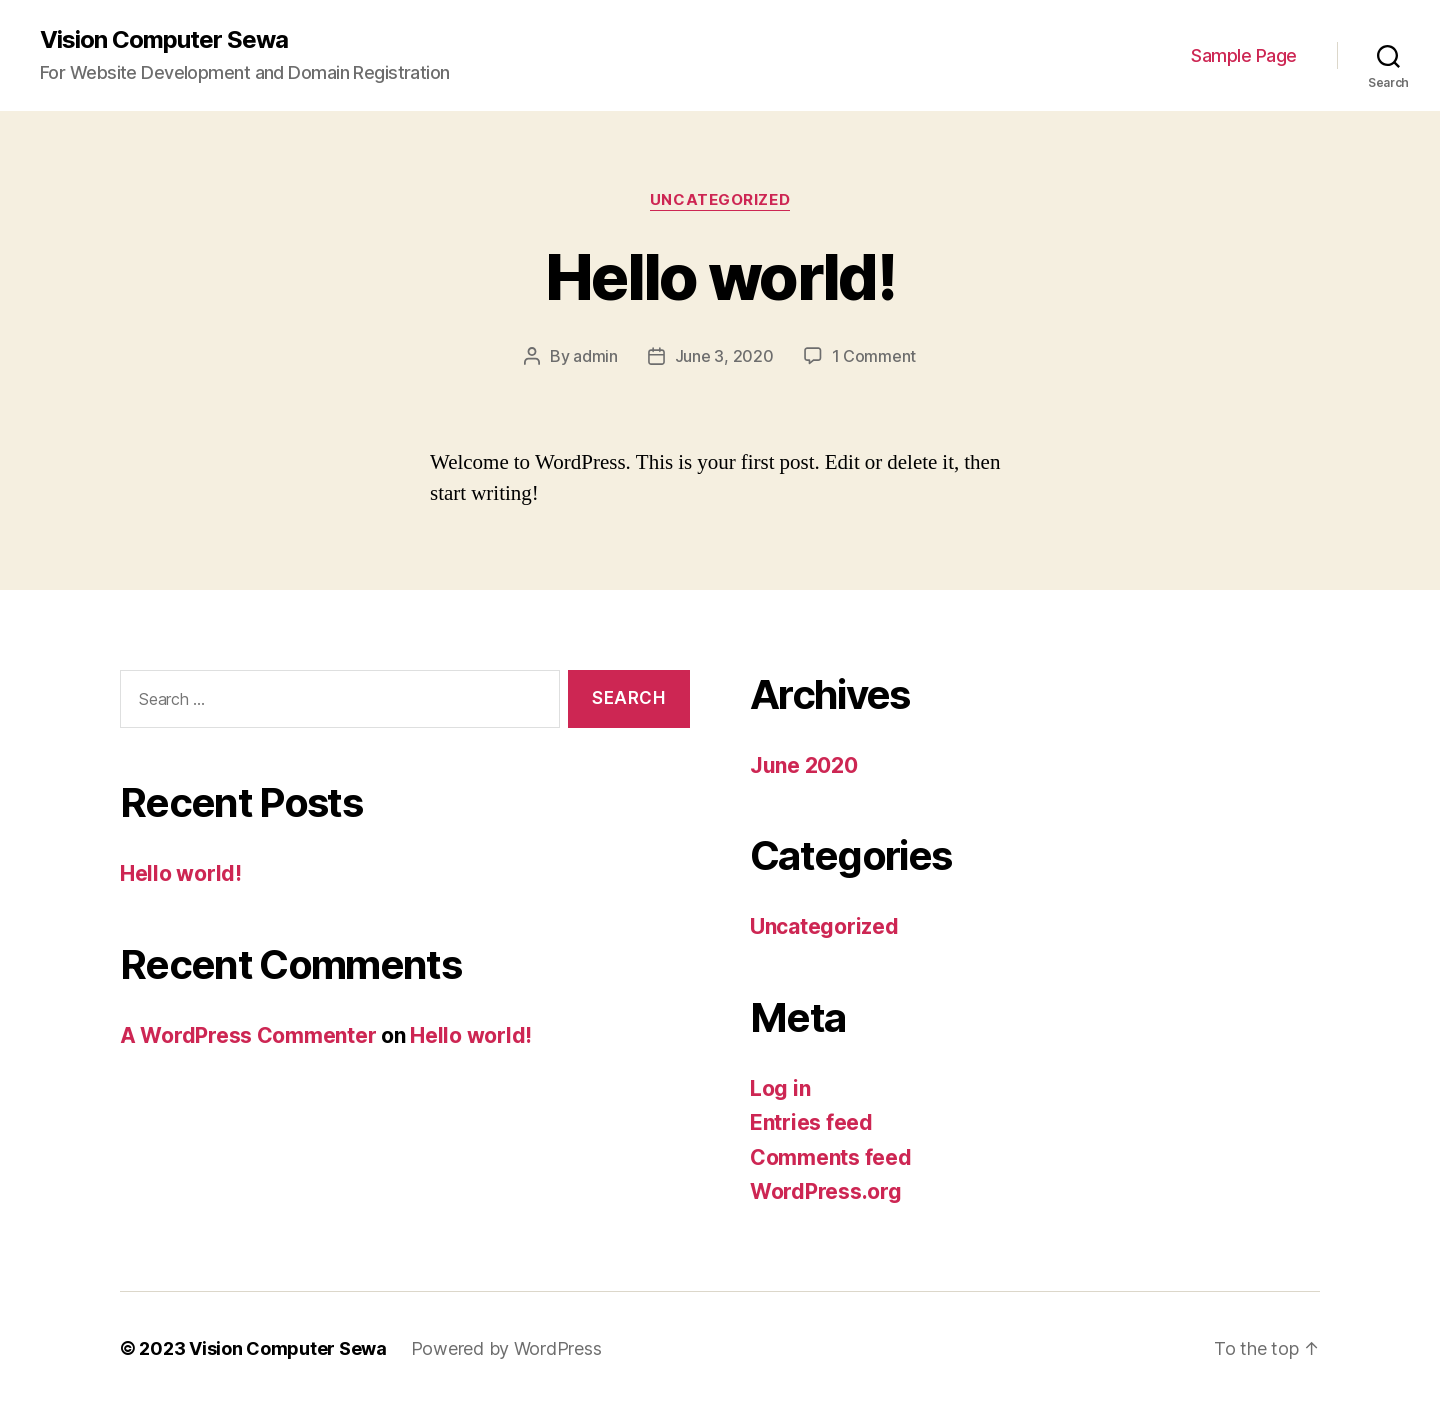 Vision Computer Sewa
For Website Development and Domain Registration
Sample Page
Search
UNCATEGORIZED
Hello world!
By admin
June 3, 2020
1 Comment
Welcome to WordPress. This is your first post. Edit or delete it, then
start writing!
Search …
SEARCH
Recent Posts
Hello world!
Recent Comments
A WordPress Commenter on Hello world!
Archives
June 2020
Categories
Uncategorized
Meta
Log in
Entries feed
Comments feed
WordPress.org
© 2023 Vision Computer Sewa
Powered by WordPress
To the top ↑